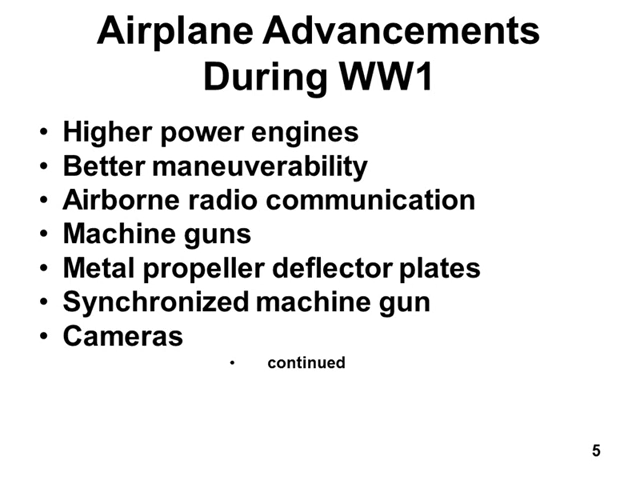 Airplane Advancements
During WW1
• Higher power engines
• Better maneuverability
• Airborne radio communication
• Machine guns
• Metal propeller deflector plates
• Synchronized machine gun
• Cameras
• continued
5